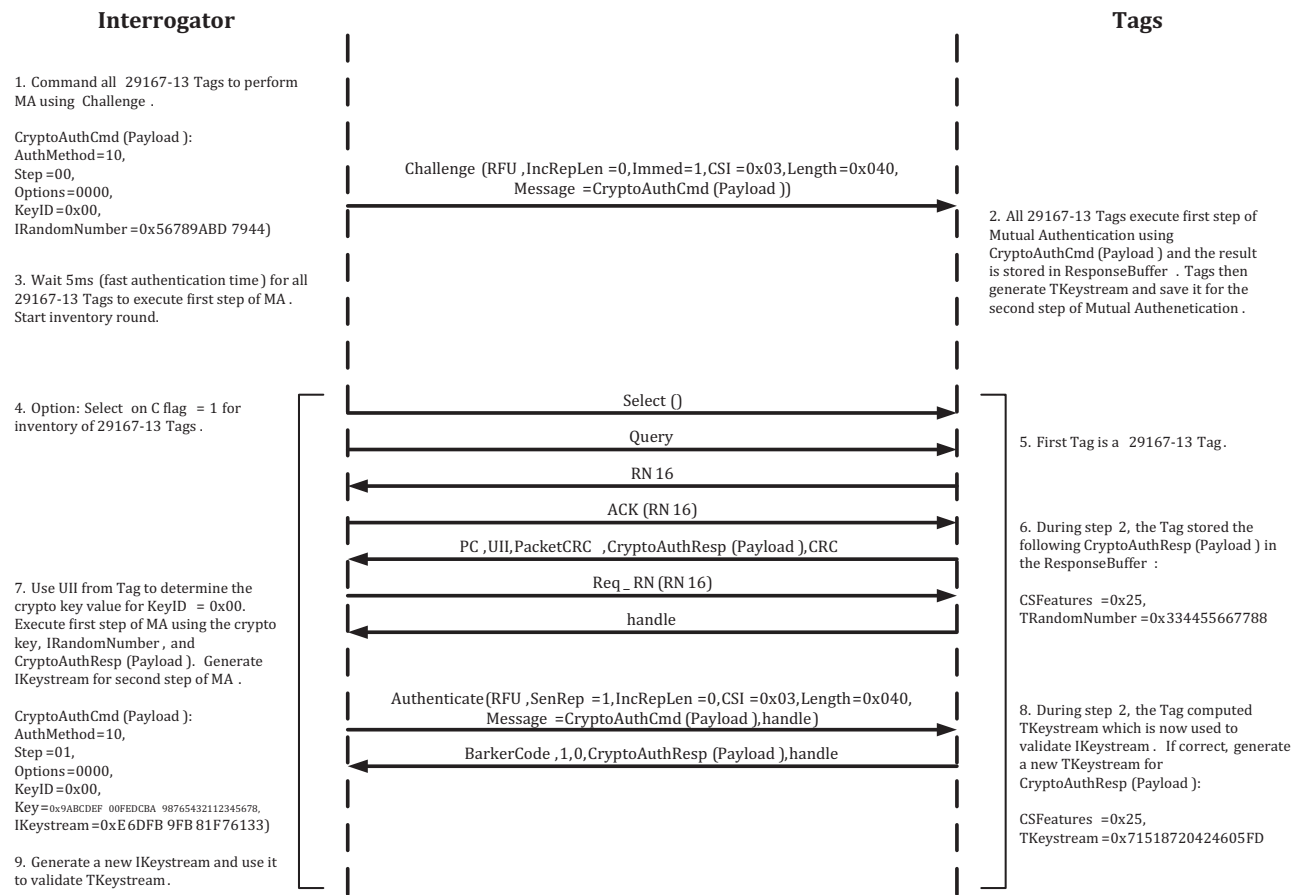 Interrogator
Tags
1. Command all 29167-13 Tags to perform
MA using Challenge .
CryptoAuthCmd (Payload ):
AuthMethod=10,
Step =00,
Options=0000,
KeyID =0x00,
IRandomNumber =0x56789ABD 7944)
Challenge (RFU ,IncRepLen =0,Immed=1,CSI =0x03,Length=0x040,
Message =CryptoAuthCmd (Payload ))
2. All 29167-13 Tags execute first step of
Mutual Authentication using
CryptoAuthCmd (Payload ) and the result
is stored in ResponseBuffer . Tags then
generate TKeystream and save it for the
second step of Mutual Authenetication .
3. Wait 5ms (fast authentication time ) for all
29167-13 Tags to execute first step of MA .
Start inventory round.
4. Option: Select on C flag = 1 for
inventory of 29167-13 Tags .
Select ()
Query
5. First Tag is a 29167-13 Tag .
RN 16
ACK (RN 16)
PC ,UII,PacketCRC ,CryptoAuthResp (Payload ),CRC
6. During step 2, the Tag stored the
following CryptoAuthResp (Payload ) in
the ResponseBuffer :
CSFeatures =0x25,
TRandomNumber =0x334455667788
Req _ RN (RN 16)
handle
7. Use UII from Tag to determine the
crypto key value for KeyID = 0x00.
Execute first step of MA using the crypto
key, IRandomNumber , and
CryptoAuthResp (Payload ). Generate
IKeystream for second step of MA .
CryptoAuthCmd (Payload ):
AuthMethod=10,
Step =01,
Options=0000,
KeyID =0x00,
Key =0x9ABCDEF 00FEDCBA 98765432112345678,
IKeystream =0xE6DFB 9FB 81F76133)
Authenticate(RFU ,SenRep =1,IncRepLen =0,CSI =0x03,Length=0x040,
Message =CryptoAuthCmd (Payload ),handle)
BarkerCode ,1,0,CryptoAuthResp (Payload ),handle
8. During step 2, the Tag computed
TKeystream which is now used to
validate IKeystream . If correct, generate
a new TKeystream for
CryptoAuthResp (Payload ):
CSFeatures =0x25,
TKeystream =0x71518720424605FD
9. Generate a new IKeystream and use it
to validate TKeystream .